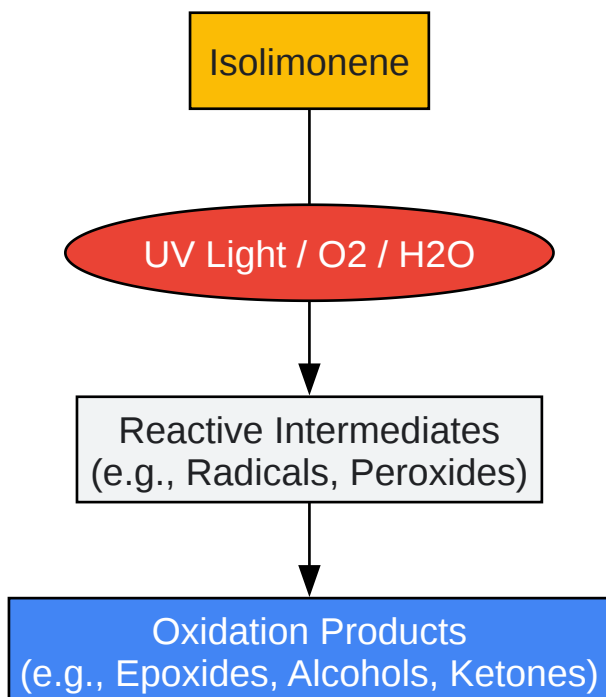 Isolimonene
UV Light / O2 / H2O
Reactive Intermediates
(e.g., Radicals, Peroxides)
Oxidation Products
(e.g., Epoxides, Alcohols, Ketones)